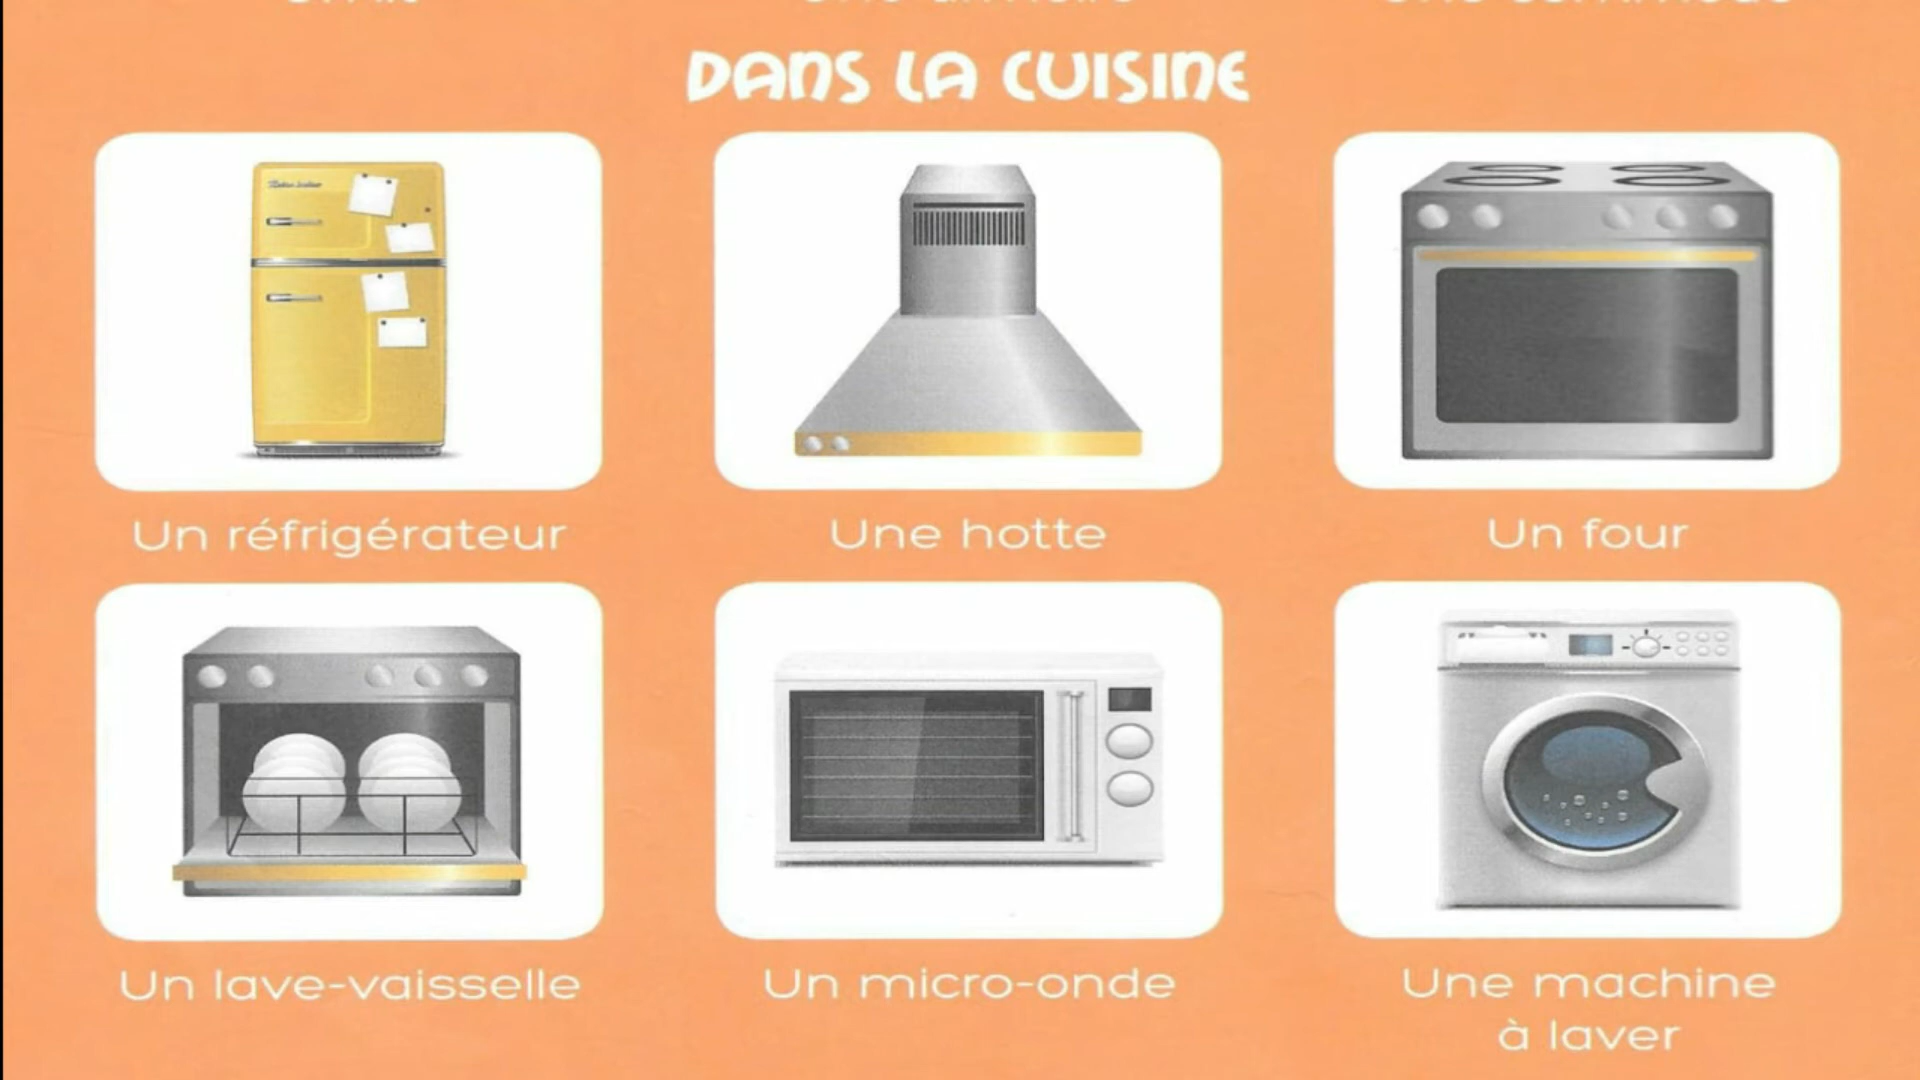 DANS LA CUISINE
Un réfrigérateur
Une hotte
Un four
Un lave-vaisselle
Un micro-onde
Une machine
à laver